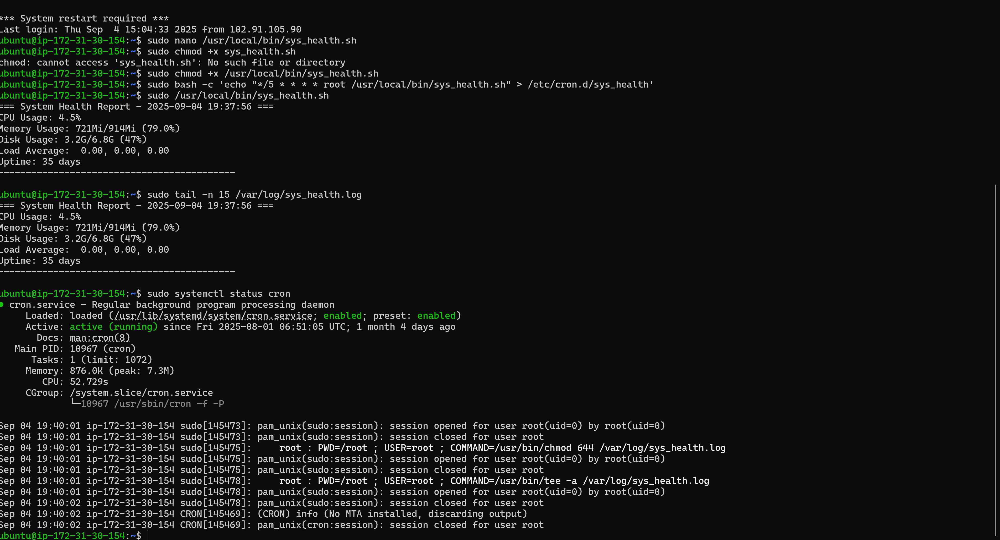 *** System restart required ***
Last login: Thu Sep  4 15:04:33 2025 from 102.91.105.90
ubuntu@ip-172-31-30-154:~$ sudo nano /usr/local/bin/sys_health.sh
ubuntu@ip-172-31-30-154:~$ sudo chmod +x sys_health.sh
chmod: cannot access 'sys_health.sh': No such file or directory
ubuntu@ip-172-31-30-154:~$ sudo chmod +x /usr/local/bin/sys_health.sh
ubuntu@ip-172-31-30-154:~$ sudo bash -c 'echo "*/5 * * * * root /usr/local/bin/sys_health.sh" > /etc/cron.d/sys_health'
ubuntu@ip-172-31-30-154:~$ sudo /usr/local/bin/sys_health.sh
=== System Health Report - 2025-09-04 19:37:56 ===
CPU Usage: 4.5%
Memory Usage: 721Mi/914Mi (79.0%)
Disk Usage: 3.2G/6.8G (47%)
Load Average:  0.00, 0.00, 0.00
Uptime: 35 days
-------------------------------------------
ubuntu@ip-172-31-30-154:~$ sudo tail -n 15 /var/log/sys_health.log
=== System Health Report - 2025-09-04 19:37:56 ===
CPU Usage: 4.5%
Memory Usage: 721Mi/914Mi (79.0%)
Disk Usage: 3.2G/6.8G (47%)
Load Average:  0.00, 0.00, 0.00
Uptime: 35 days
-------------------------------------------
ubuntu@ip-172-31-30-154:~$ sudo systemctl status cron
● cron.service - Regular background program processing daemon
     Loaded: loaded (/usr/lib/systemd/system/cron.service; enabled; preset: enabled)
     Active: active (running) since Fri 2025-08-01 06:51:05 UTC; 1 month 4 days ago
       Docs: man:cron(8)
   Main PID: 10967 (cron)
      Tasks: 1 (limit: 1072)
     Memory: 876.0K (peak: 7.3M)
        CPU: 52.729s
     CGroup: /system.slice/cron.service
             └─10967 /usr/sbin/cron -f -P
Sep 04 19:40:01 ip-172-31-30-154 sudo[145473]: pam_unix(sudo:session): session opened for user root(uid=0) by root(uid=0)
Sep 04 19:40:01 ip-172-31-30-154 sudo[145473]: pam_unix(sudo:session): session closed for user root
Sep 04 19:40:01 ip-172-31-30-154 sudo[145475]:     root : PWD=/root ; USER=root ; COMMAND=/usr/bin/chmod 644 /var/log/sys_health.log
Sep 04 19:40:01 ip-172-31-30-154 sudo[145475]: pam_unix(sudo:session): session opened for user root(uid=0) by root(uid=0)
Sep 04 19:40:01 ip-172-31-30-154 sudo[145475]: pam_unix(sudo:session): session closed for user root
Sep 04 19:40:01 ip-172-31-30-154 sudo[145478]:     root : PWD=/root ; USER=root ; COMMAND=/usr/bin/tee -a /var/log/sys_health.log
Sep 04 19:40:01 ip-172-31-30-154 sudo[145478]: pam_unix(sudo:session): session opened for user root(uid=0) by root(uid=0)
Sep 04 19:40:02 ip-172-31-30-154 sudo[145478]: pam_unix(sudo:session): session closed for user root
Sep 04 19:40:02 ip-172-31-30-154 CRON[145469]: (CRON) info (No MTA installed, discarding output)
Sep 04 19:40:02 ip-172-31-30-154 CRON[145469]: pam_unix(cron:session): session closed for user root
ubuntu@ip-172-31-30-154:~$